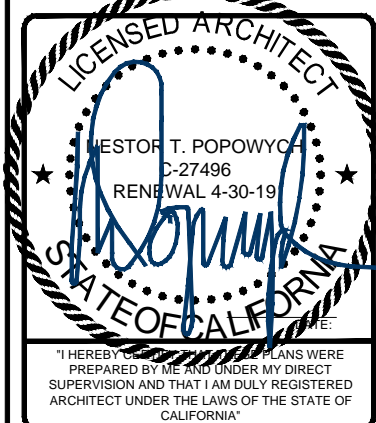 LICENSED ARCHITECT
NESTOR T. POPOWYCH
C-27496
RENEWAL 4-30-19
STATE OF CALIFORNIA
DATE:
"I HEREBY CERTIFY THAT THESE PLANS WERE
PREPARED BY ME AND UNDER MY DIRECT
SUPERVISION AND THAT I AM DULY REGISTERED
ARCHITECT UNDER THE LAWS OF THE STATE OF
CALIFORNIA"